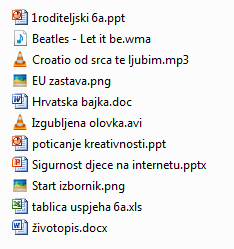 1roditeljski 6a.ppt
Beatles - Let it be.wma
Croatio od srca te ljubim.mp3
EU zastava.png
Hrvatska bajka.doc
Izgubljena olovka.avi
poticanje kreativnosti.ppt
Sigurnost djece na internetu.pptx
Start izbornik.png
tablica uspjeha 6a.xls
životopis.docx